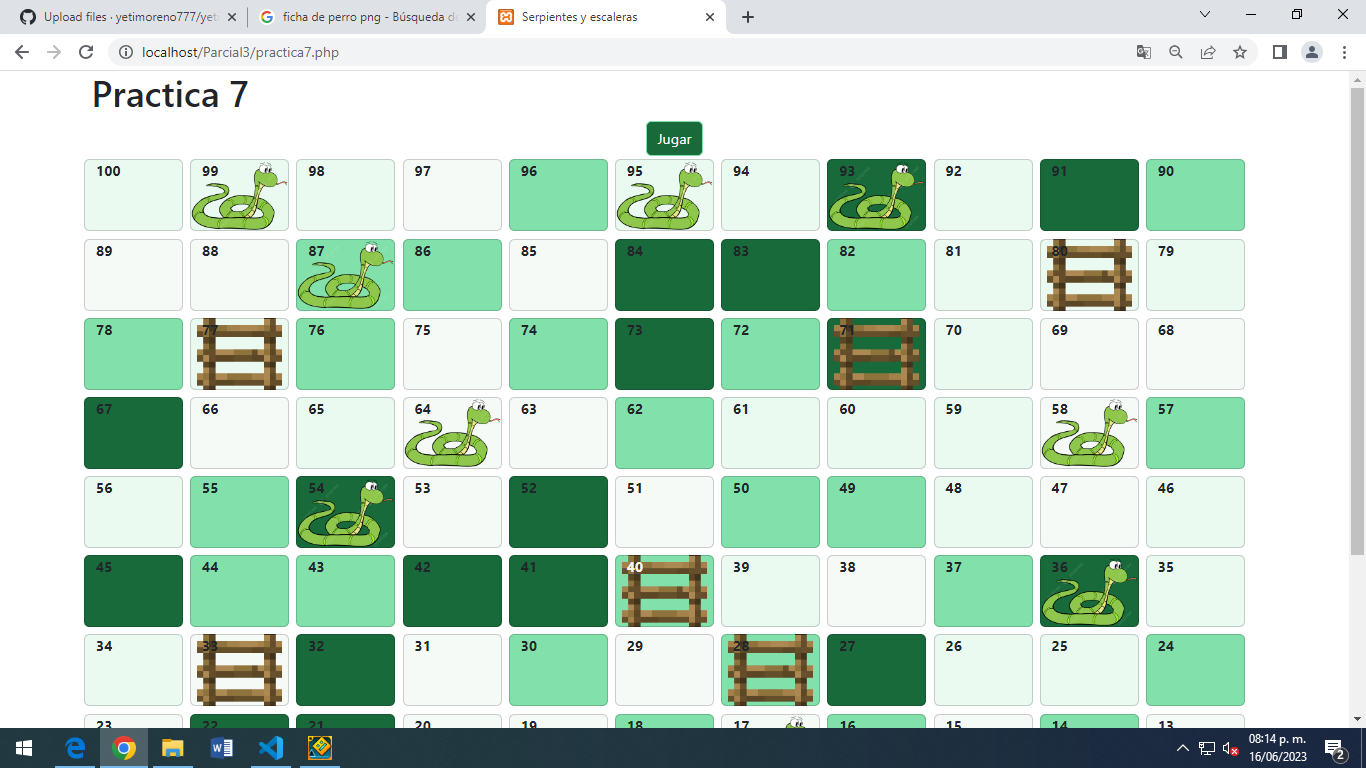 Upload files · yetimoreno777/yeti
ficha de perro png - Búsqueda de
Serpientes y escaleras
localhost/Parcial3/practica7.php
Practica 7
Jugar
100 99 98 97 96 95 94 93 92 91 90
89 88 87 86 85 84 83 82 81 80 79
78 77 76 75 74 73 72 71 70 69 68
67 66 65 64 63 62 61 60 59 58 57
56 55 54 53 52 51 50 49 48 47 46
45 44 43 42 41 40 39 38 37 36 35
34 33 32 31 30 29 28 27 26 25 24
23 22 21 20 19 18 17 16 15 14 13
08:14 p. m.
16/06/2023
2